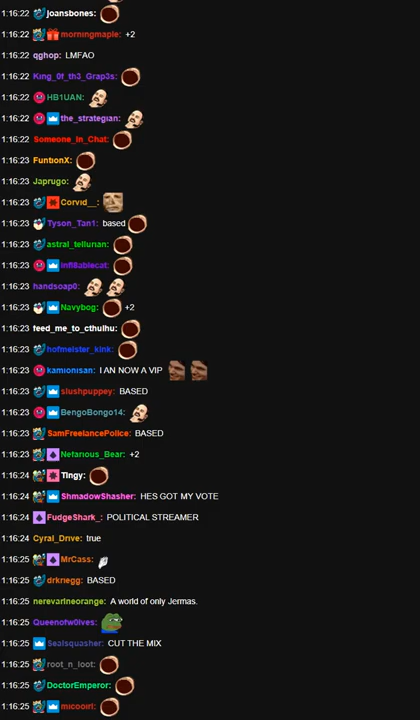 1:16:22 joansbones:
1:16:22 morningmaple: +2
1:16:22 qghop: LMFAO
1:16:22 King_0f_th3_Grap3s:
1:16:22 HB1UAN:
1:16:22 the_strategian:
1:16:22 Someone_In_Chat:
1:16:23 FuntionX:
1:16:23 Japrugo:
1:16:23 Corvid__:
1:16:23 Tyson_Tan1: based
1:16:23 astral_tellurian:
1:16:23 infillablecat:
1:16:23 handsoap0:
1:16:23 Navybog: +2
1:16:23 feed_me_to_cthulhu:
1:16:23 hofmeister_kink:
1:16:23 kamionisan: I AN NOW A VIP
1:16:23 slushpuppey: BASED
1:16:23 BengoBongo14:
1:16:23 SamFreelancePolice: BASED
1:16:23 Nefarious_Bear: +2
1:16:24 Tingy:
1:16:24 ShmadowShasher: HES GOT MY VOTE
1:16:24 FudgeShark_: POLITICAL STREAMER
1:16:24 Cyral_Drive: true
1:16:25 MrCass:
1:16:25 drkriegg: BASED
1:16:25 nerevarineorange: A world of only Jermas.
1:16:25 Queenofw0lves:
1:16:25 Sealsquasher: CUT THE MIX
1:16:25 root_n_loot:
1:16:25 DoctorEmperor:
1:16:25 micooirl: